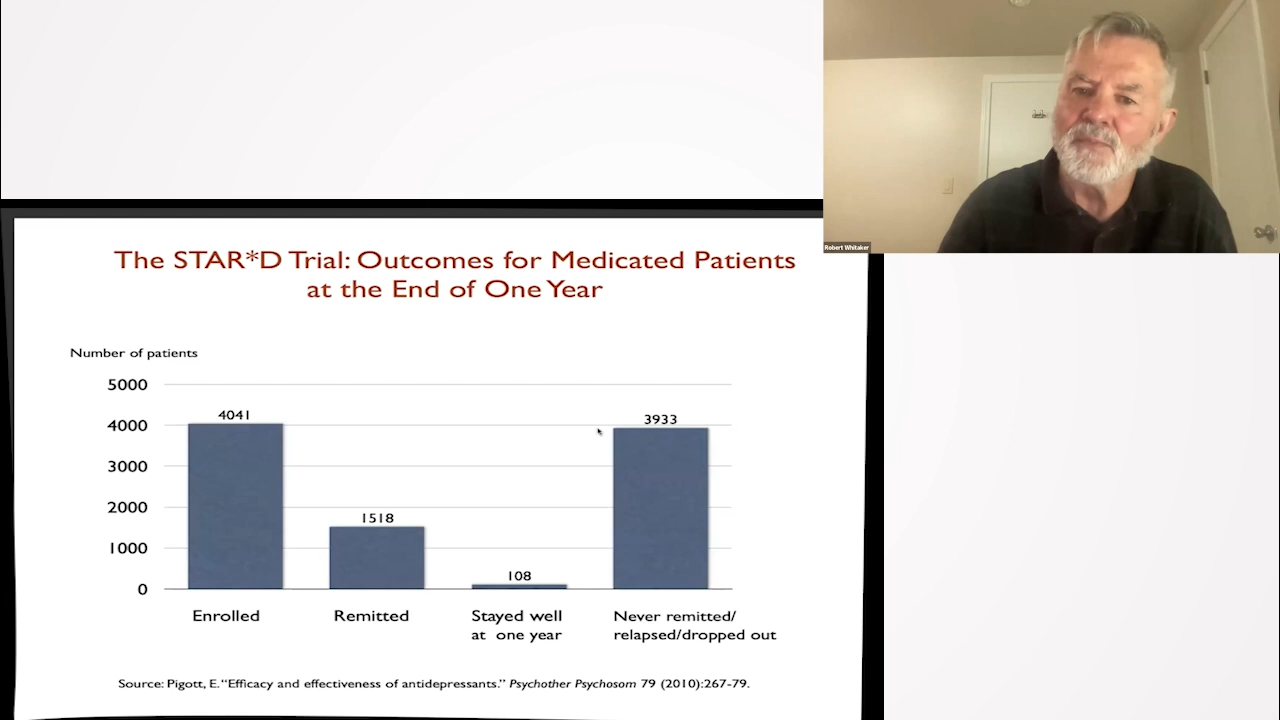 Robert Whitaker
The STAR*D Trial: Outcomes for Medicated Patients
at the End of One Year
Number of patients
5000
4000
3000
2000
1000
0
4041
1518
108
3933
Enrolled
Remitted
Stayed well
at one year
Never remitted/
relapsed/dropped out
Source: Pigott, E. “Efficacy and effectiveness of antidepressants.” Psychother Psychosom 79 (2010):267-79.